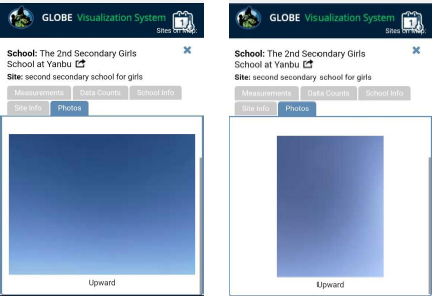 GLOBE Visualization System
1
Sites on Map:
School: The 2nd Secondary Girls
School at Yanbu
×
Site: second secondary school for girls
Measurements Data Counts School Info
Site Info Photos
Upward
GLOBE Visualization System
1
Sites on Map:
School: The 2nd Secondary Girls
School at Yanbu
×
Site: second secondary school for girls
Measurements Data Counts School Info
Site Info Photos
Upward